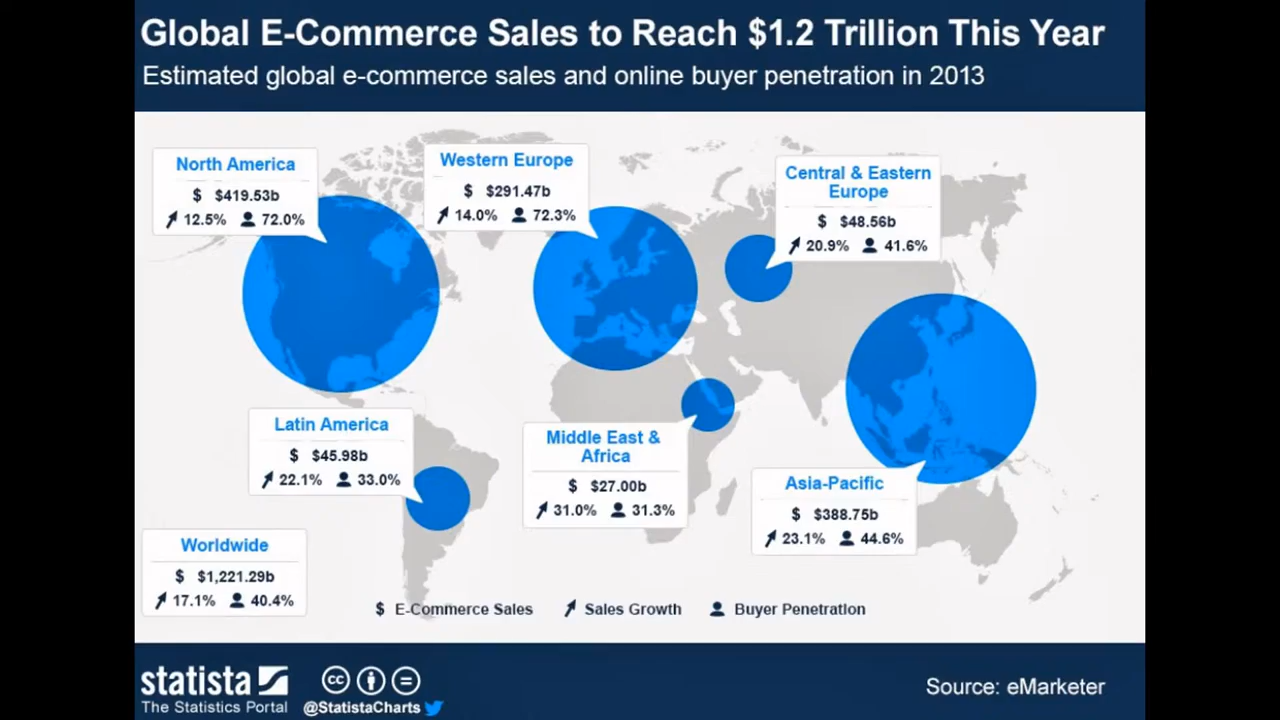 Global E-Commerce Sales to Reach $1.2 Trillion This Year
Estimated global e-commerce sales and online buyer penetration in 2013
North America
$ $419.53b
12.5% 72.0%
Western Europe
$ $291.47b
14.0% 72.3%
Central & Eastern
Europe
$ $48.56b
20.9% 41.6%
Latin America
$ $45.98b
22.1% 33.0%
Middle East &
Africa
$ $27.00b
31.0% 31.3%
Asia-Pacific
$ $388.75b
23.1% 44.6%
Worldwide
$ $1,221.29b
17.1% 40.4%
$ E-Commerce Sales Sales Growth Buyer Penetration
statista
The Statistics Portal
cc
@StatistaCharts
Source: eMarketer